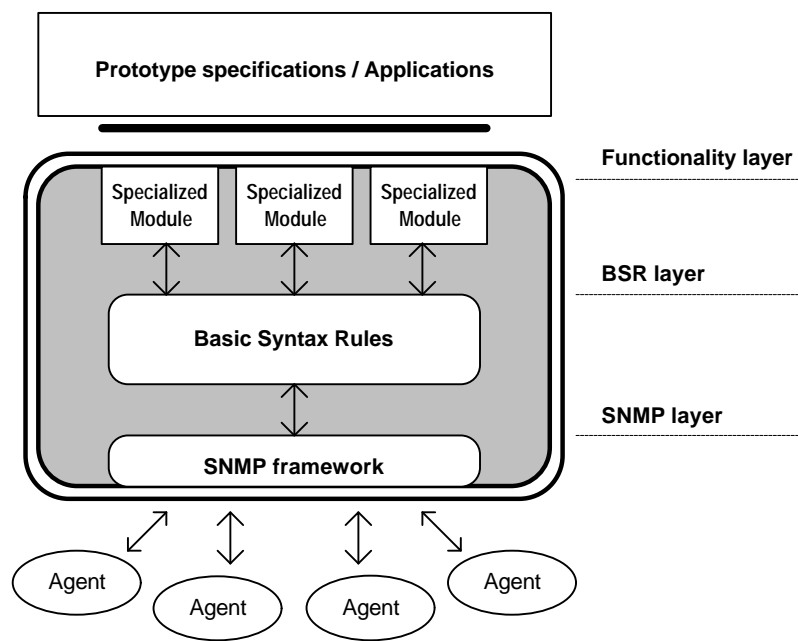 Prototype specifications / Applications
Functionality layer
Specialized
Module
Specialized
Module
Specialized
Module
BSR layer
Basic Syntax Rules
SNMP layer
SNMP framework
Agent
Agent
Agent
Agent